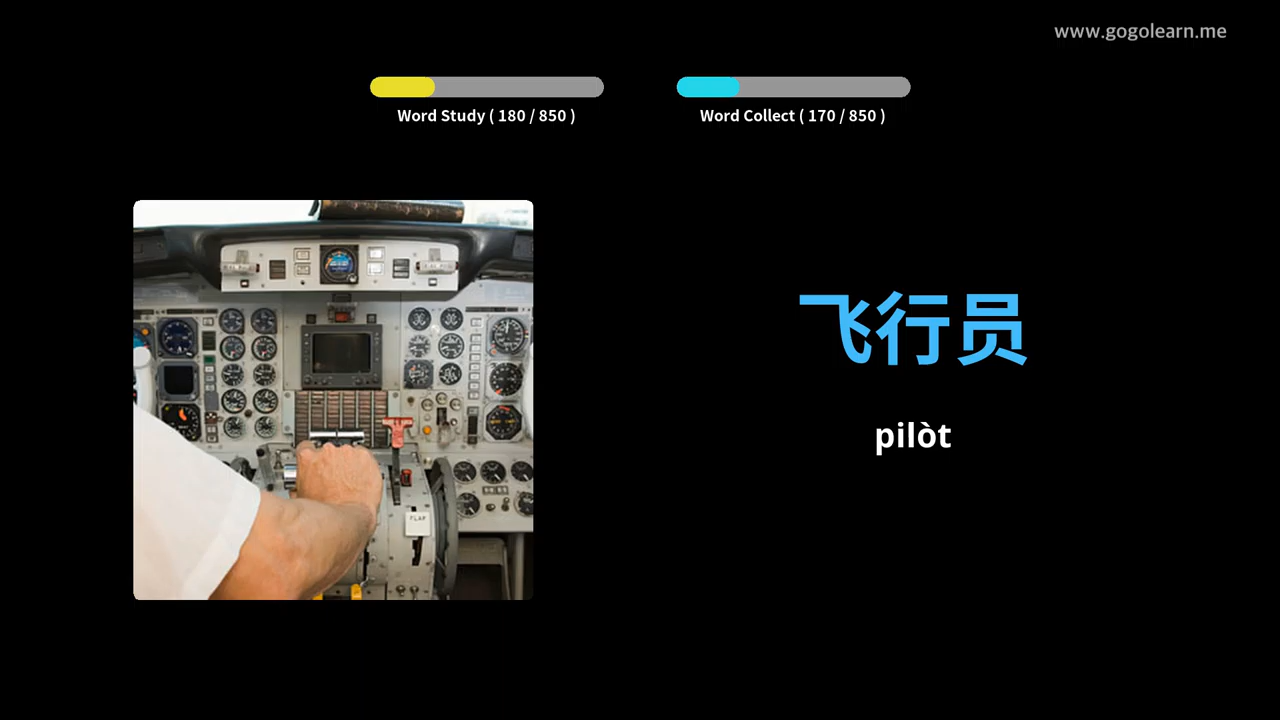 www.gogolearn.me
Word Study ( 180 / 850 )
Word Collect ( 170 / 850 )
飞行员
pilòt
FLAP